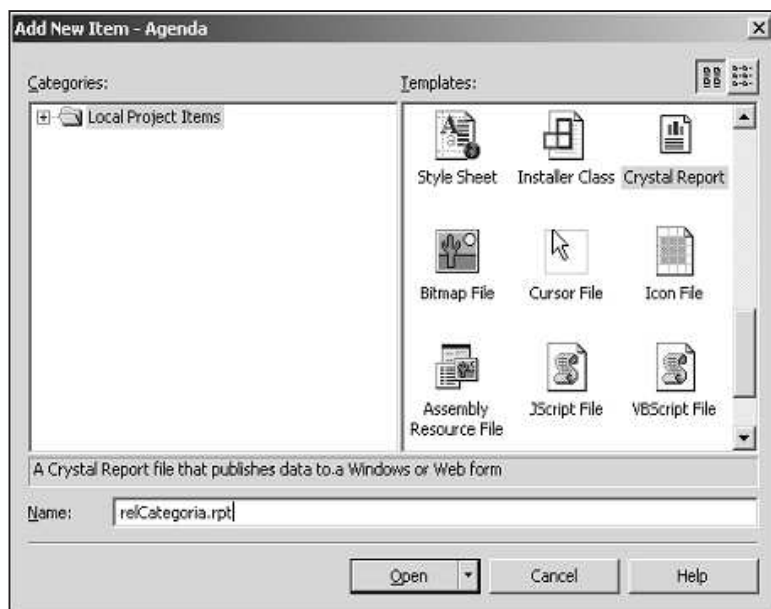 Add New Item - Agenda
Categories:
Templates:
Local Project Items
Style Sheet
Installer Class
Crystal Report
Bitmap File
Cursor File
Icon File
Assembly
Resource File
JScript File
VBScript File
A Crystal Report file that publishes data to a Windows or Web form
Name:
relCategoria.rpt
Open
Cancel
Help